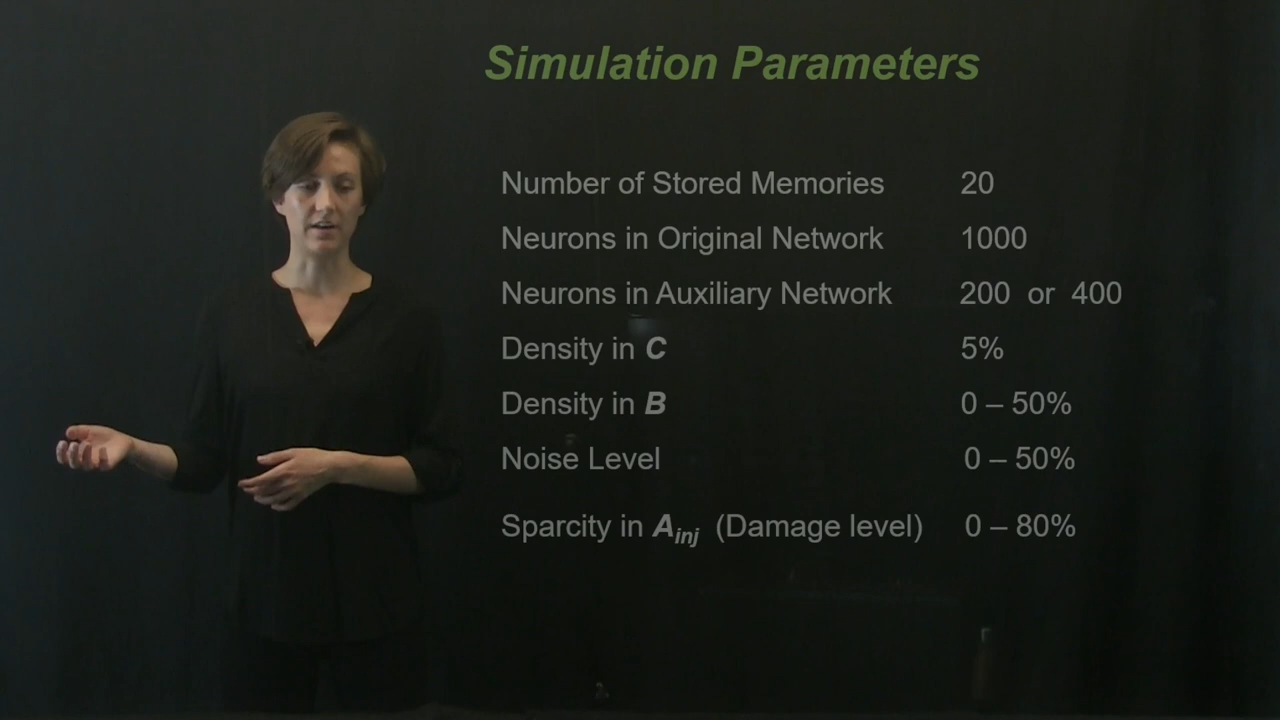 Simulation Parameters
Number of Stored Memories 20
Neurons in Original Network 1000
Neurons in Auxiliary Network 200 or 400
Density in C 5%
Density in B 0 – 50%
Noise Level 0 – 50%
Sparcity in Ainj (Damage level) 0 – 80%